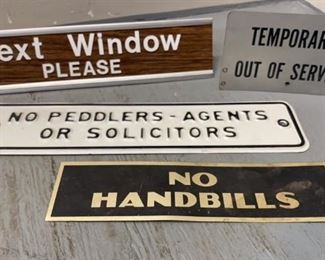 ext Window
PLEASE
TEMPORAR
OUT OF SERV
NO PEDDLERS-AGENTS
OR SOLICITORS
NO
HANDBILLS